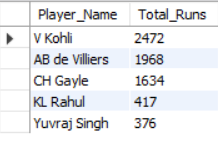 Player_Name Total_Runs
V Kohli 2472
AB de Villiers 1968
CH Gayle 1634
KL Rahul 417
Yuvraj Singh 376